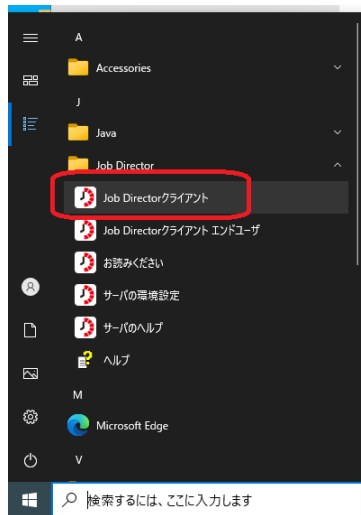 A
Accessories
J
Java
Job Director
Job Directorクライアント
Job Directorクライアント エンドユーザ
お読みください
サーバの環境設定
サーバのヘルプ
ヘルプ
M
Microsoft Edge
V
検索するには、ここに入力します